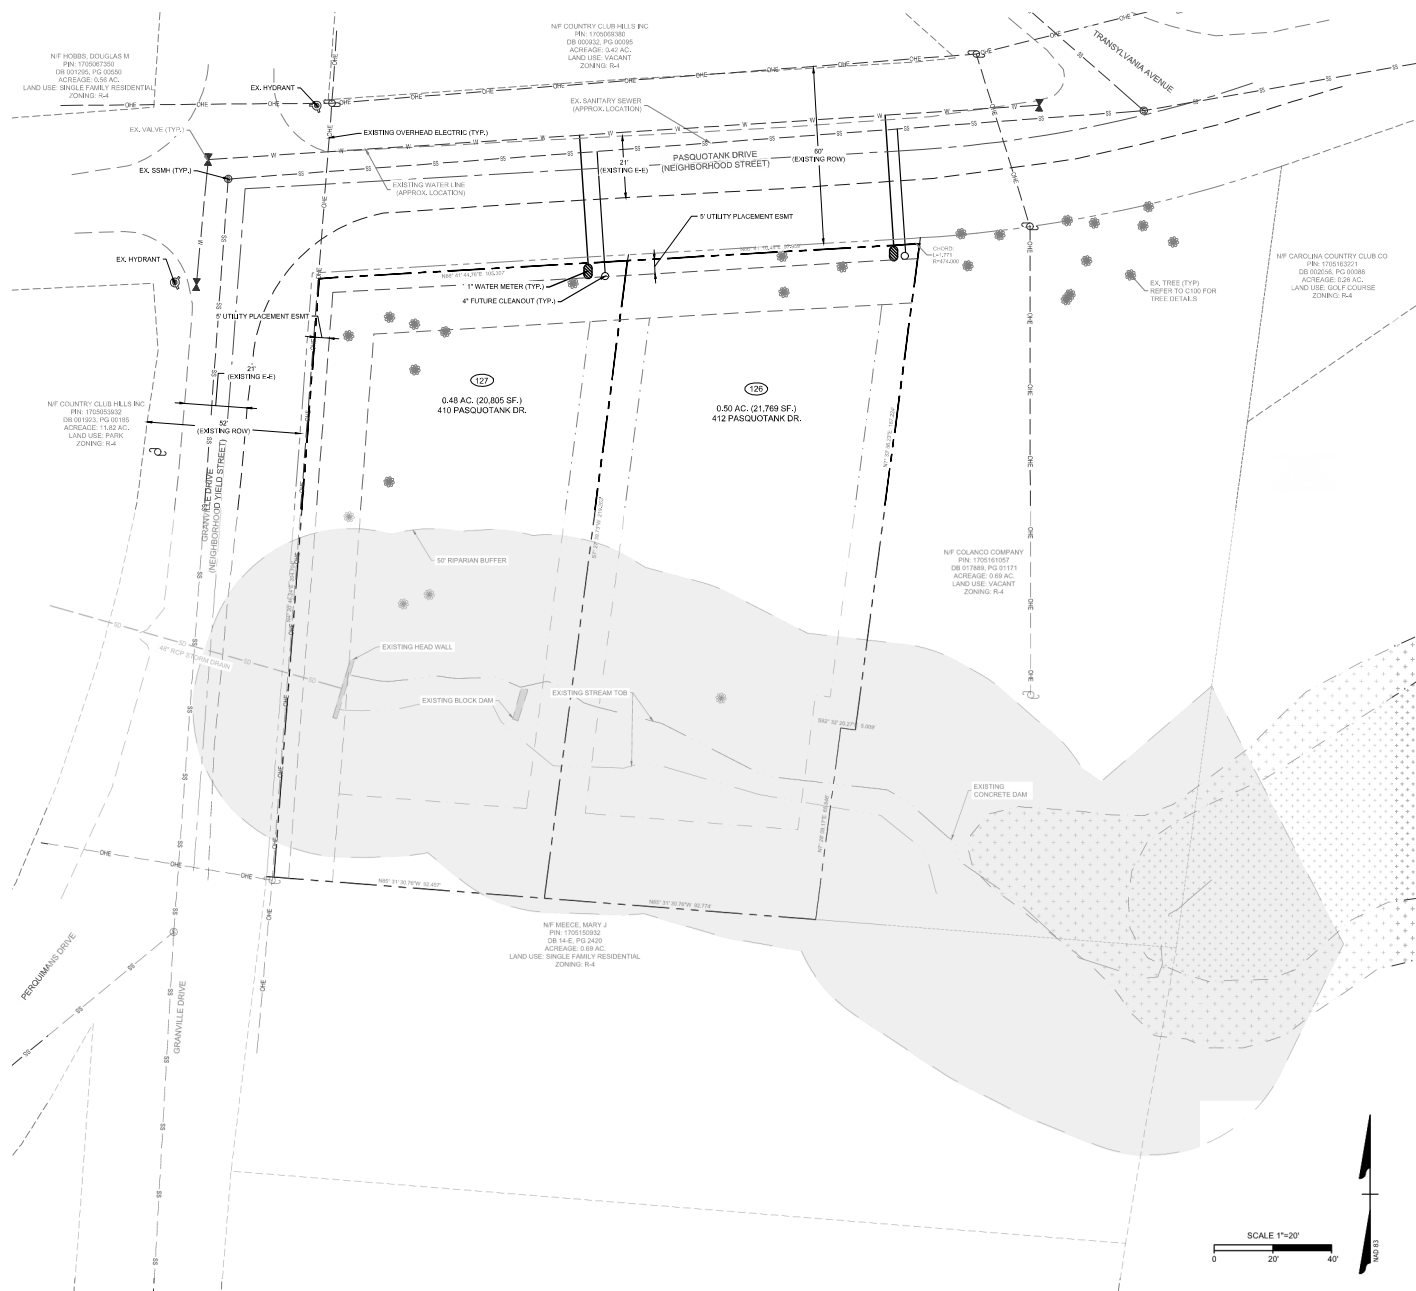 N/F HOBBS, DOUGLAS M
PIN: 1705067350
DB 001295, PG 00550
ACREAGE: 0.56 AC.
LAND USE: SINGLE FAMILY RESIDENTIAL
ZONING: R-4
N/F COUNTRY CLUB HILLS INC
PIN: 1705069380
DB 000932, PG 00095
ACREAGE: 0.42 AC.
LAND USE: VACANT
ZONING: R-4
TRANSYLVANIA AVENUE
EX. HYDRANT
EX. SANITARY SEWER
(APPROX. LOCATION)
EX. VALVE (TYP.)
EXISTING OVERHEAD ELECTRIC (TYP.)
EX. SSMH (TYP.)
EXISTING WATER LINE
(APPROX. LOCATION)
21'
(EXISTING E-E)
PASQUOTANK DRIVE
(NEIGHBORHOOD STREET)
60'
(EXISTING ROW)
5' UTILITY PLACEMENT ESMT
EX. HYDRANT
CHORD:
L=1.771
1" WATER METER (TYP.)
4" FUTURE CLEANOUT (TYP.)
EX. TREE (TYP)
REFER TO C100 FOR
TREE DETAILS
N/F CAROLINA COUNTRY CLUB CO
PIN: 1705163221
DB 002056, PG 00086
ACREAGE: 0.26 AC.
LAND USE: GOLF COURSE
ZONING: R-4
5' UTILITY PLACEMENT ESMT
21'
(EXISTING E-E)
127
0.48 AC. (20,805 SF.)
410 PASQUOTANK DR.
126
0.50 AC. (21,769 SF.)
412 PASQUOTANK DR.
N/F COUNTRY CLUB HILLS INC
PIN: 1705053932
DB 001923, PG 00195
ACREAGE: 11.82 AC.
LAND USE: PARK
ZONING: R-4
52'
(EXISTING ROW)
GRANVILLE DRIVE
(NEIGHBORHOOD YIELD STREET)
50' RIPARIAN BUFFER
N/F COLANCO COMPANY
PIN: 1705161057
DB 017889, PG 01171
ACREAGE: 0.69 AC.
LAND USE: VACANT
ZONING: R-4
48" RCP STORM DRAIN
EXISTING HEAD WALL
EXISTING BLOCK DAM
EXISTING STREAM TOB
EXISTING
CONCRETE DAM
N/F MEECE, MARY J
PIN: 1705150932
DB 14-E, PG 2420
ACREAGE: 0.69 AC.
LAND USE: SINGLE FAMILY RESIDENTIAL
ZONING: R-4
PERQUIMANS DRIVE
GRANVILLE DRIVE
SCALE 1"=20'
0 20' 40'
NAD 83